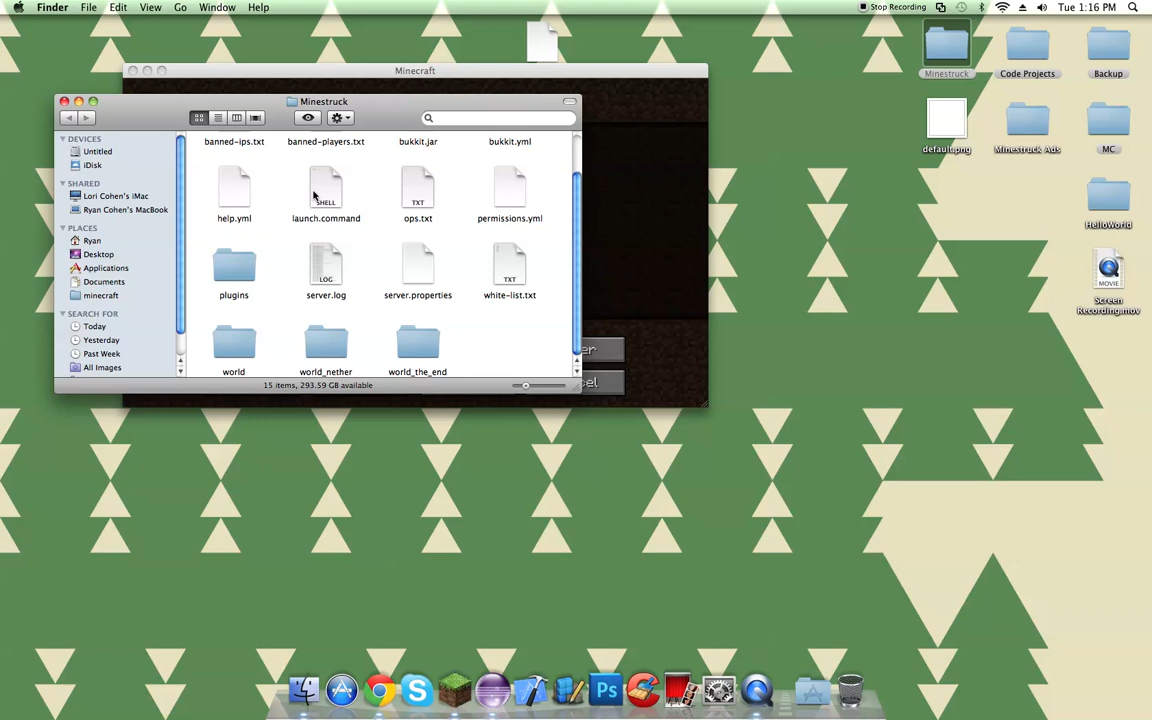 Finder File Edit View Go Window Help
Stop Recording
Tue 1:16 PM
Minecraft
Minestruck
banned-ips.txt banned-players.txt bukkit.jar bukkit.yml
SHELL TXT
help.yml launch.command ops.txt permissions.yml
LOG TXT
plugins server.log server.properties white-list.txt
world world_nether world_the_end
15 items, 293.59 GB available
DEVICES
Untitled
iDisk
SHARED
Lori Cohen's iMac
Ryan Cohen's MacBook
PLACES
Ryan
Desktop
Applications
Documents
minecraft
SEARCH FOR
Today
Yesterday
Past Week
All Images
Minestruck Code Projects Backup
default.png Minestruck Ads MC
HelloWorld
MOVIE
Screen
Recording.mov
Ps